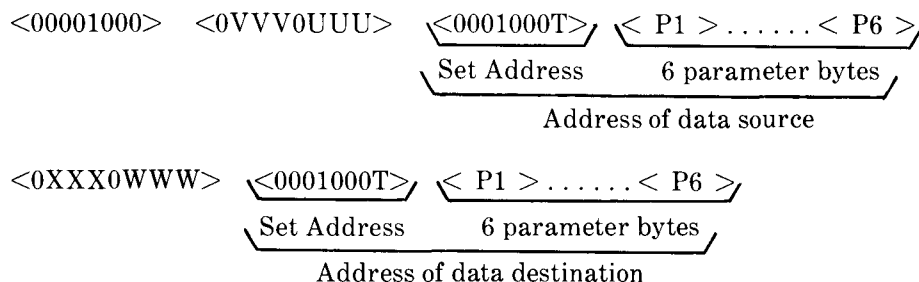 <00001000> <0VVV0UUU> <0001000T> < P1 >......< P6 >
Set Address 6 parameter bytes
Address of data source
<0XXX0WWW> <0001000T> < P1 >......< P6 >
Set Address 6 parameter bytes
Address of data destination